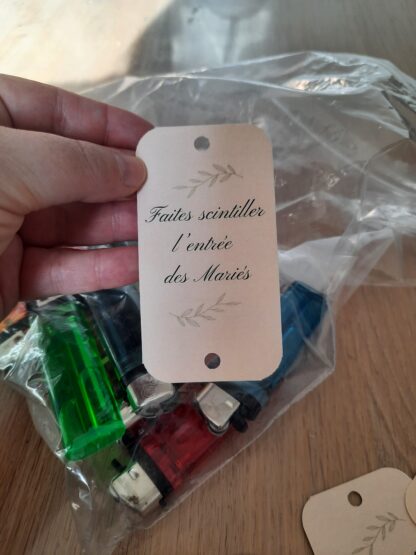 Faites scintiller
l'entrée
des Mariés